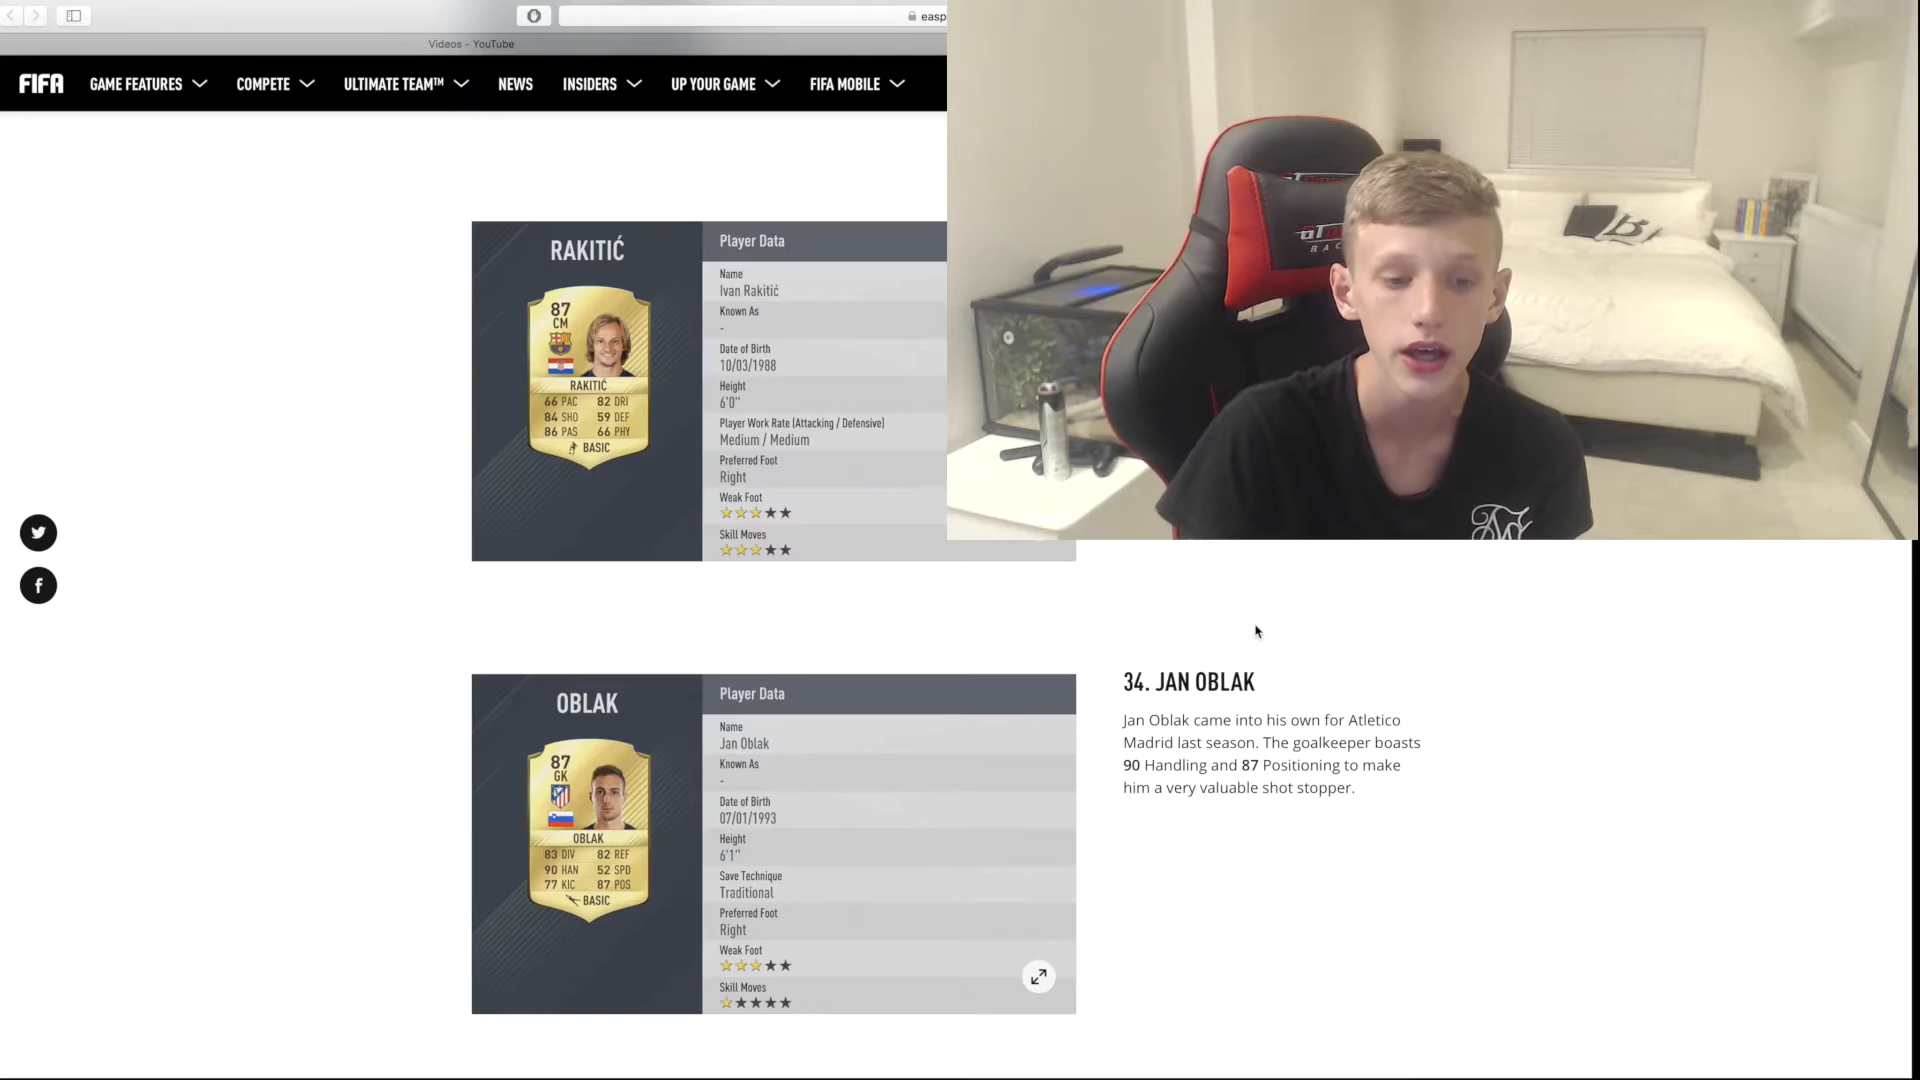 easp
Videos - YouTube
FIFA
GAME FEATURES
COMPETE
ULTIMATE TEAM™
NEWS
INSIDERS
UP YOUR GAME
FIFA MOBILE
RAKITIĆ
87
CM
RAKITIĆ
66 PAC 82 DRI
84 SHO 59 DEF
86 PAS 66 PHY
BASIC
Player Data
Name
Ivan Rakitić
Known As
-
Date of Birth
10/03/1988
Height
6'0"
Player Work Rate (Attacking / Defensive)
Medium / Medium
Preferred Foot
Right
Weak Foot
Skill Moves
GT
RAC
B
OBLAK
87
GK
OBLAK
83 DIV 82 REF
90 HAN 52 SPD
77 KIC 87 POS
BASIC
Player Data
Name
Jan Oblak
Known As
-
Date of Birth
07/01/1993
Height
6'1"
Save Technique
Traditional
Preferred Foot
Right
Weak Foot
Skill Moves
34. JAN OBLAK
Jan Oblak came into his own for Atletico
Madrid last season. The goalkeeper boasts
90 Handling and 87 Positioning to make
him a very valuable shot stopper.